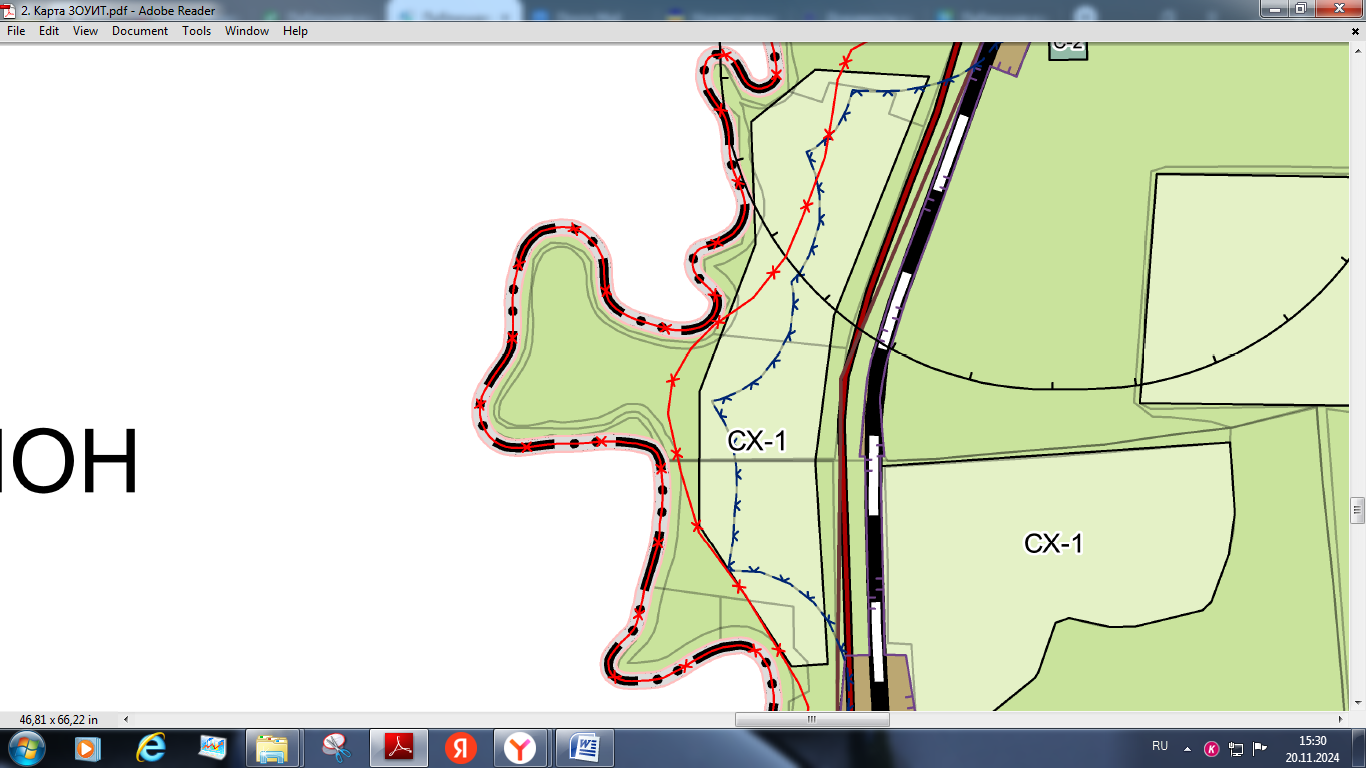 2. Карта ЗОУИТ.pdf - Adobe Reader
File Edit View Document Tools Window Help
С-2
СХ-1
ОН
СХ-1
46,81 x 66,22 in
RU
15:30
20.11.2024